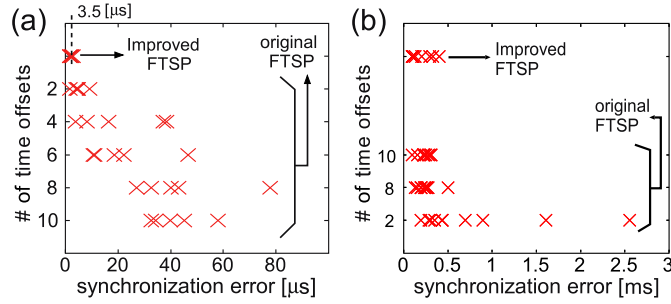 (a)
3.5 [μs]
Improved
FTSP
original
FTSP
# of time offsets
2
4
6
8
10
0 20 40 60 80
synchronization error [μs]
(b)
Improved
FTSP
original
FTSP
# of time offsets
10
8
2
0 0.5 1 1.5 2 2.5 3
synchronization error [ms]